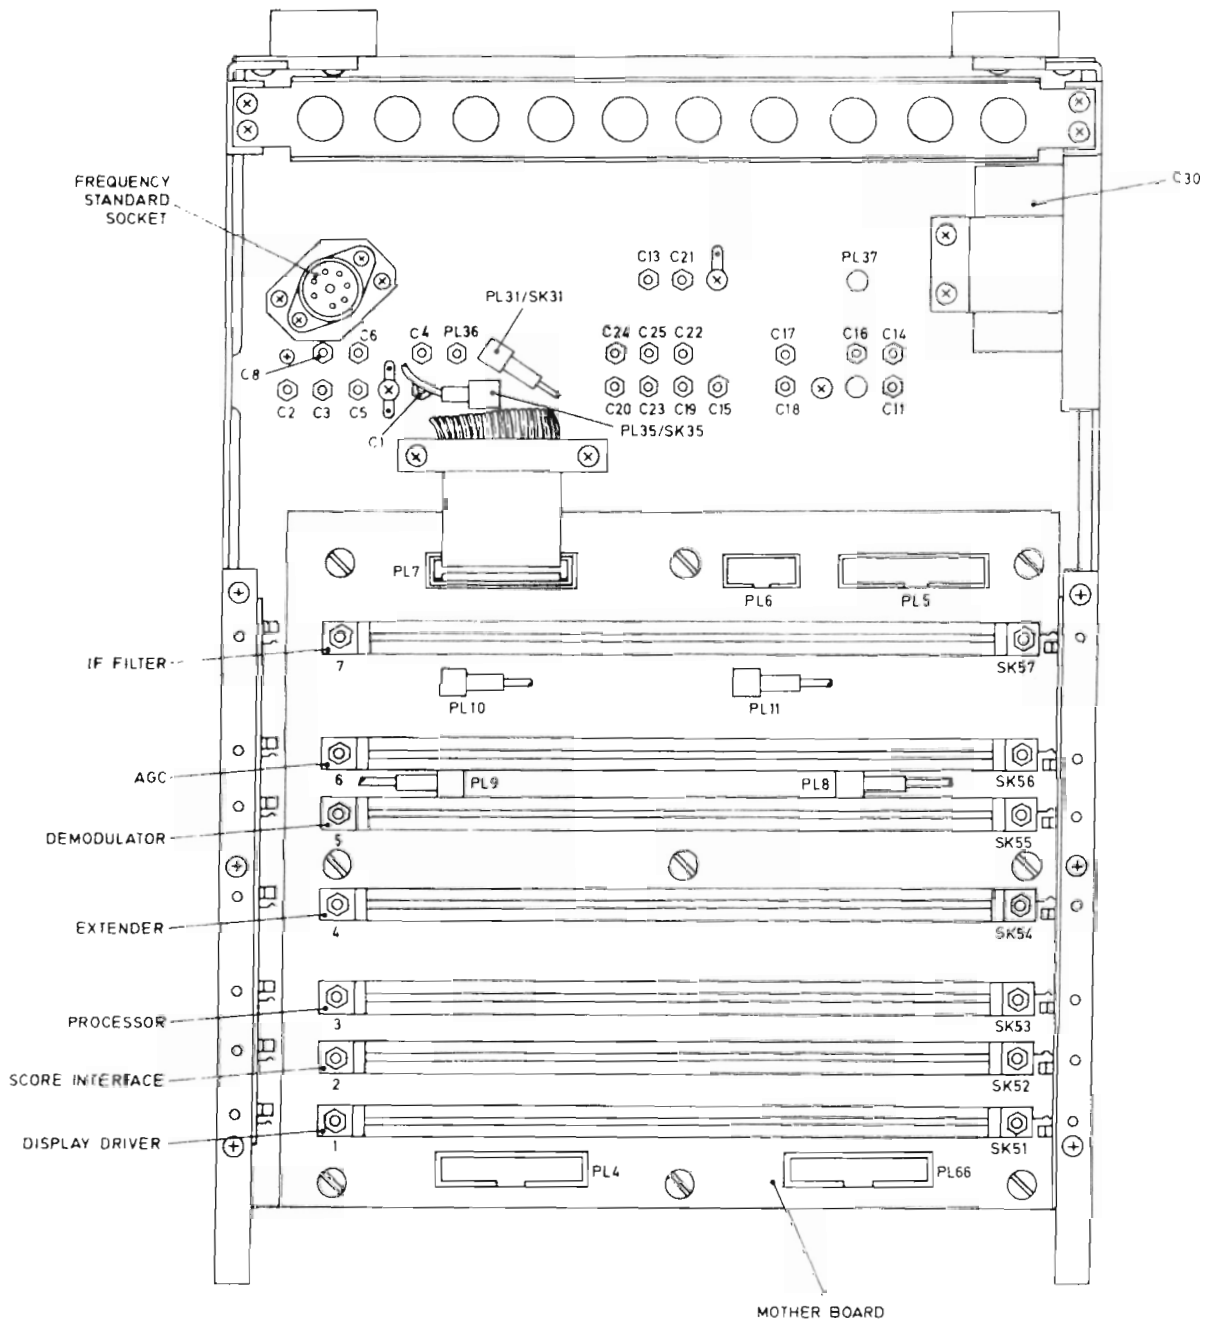 FREQUENCY
STANDARD
SOCKET
C30
C13 C21
PL37
PL31/SK31
C6
C4 PL36
C24 C25 C22
C17
C16 C14
C8
C2 C3 C5
C20 C23 C19 C15
C18
C11
C1
PL35/SK35
PL7
PL6
PL5
IF FILTER
7
SK57
PL10
PL11
AGC
6
PL9
PL8
SK56
DEMODULATOR
5
SK55
EXTENDER
4
SK54
PROCESSOR
3
SK53
SCORE INTERFACE
2
SK52
DISPLAY DRIVER
1
SK51
PL4
PL66
MOTHER BOARD